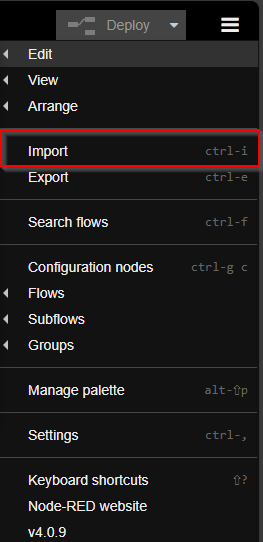 Deploy
Edit
View
Arrange
Import ctrl-i
Export ctrl-e
Search flows ctrl-f
Configuration nodes ctrl-g c
Flows
Subflows
Groups
Manage palette alt-⇧p
Settings ctrl-,
Keyboard shortcuts ⇧?
Node-RED website
v4.0.9